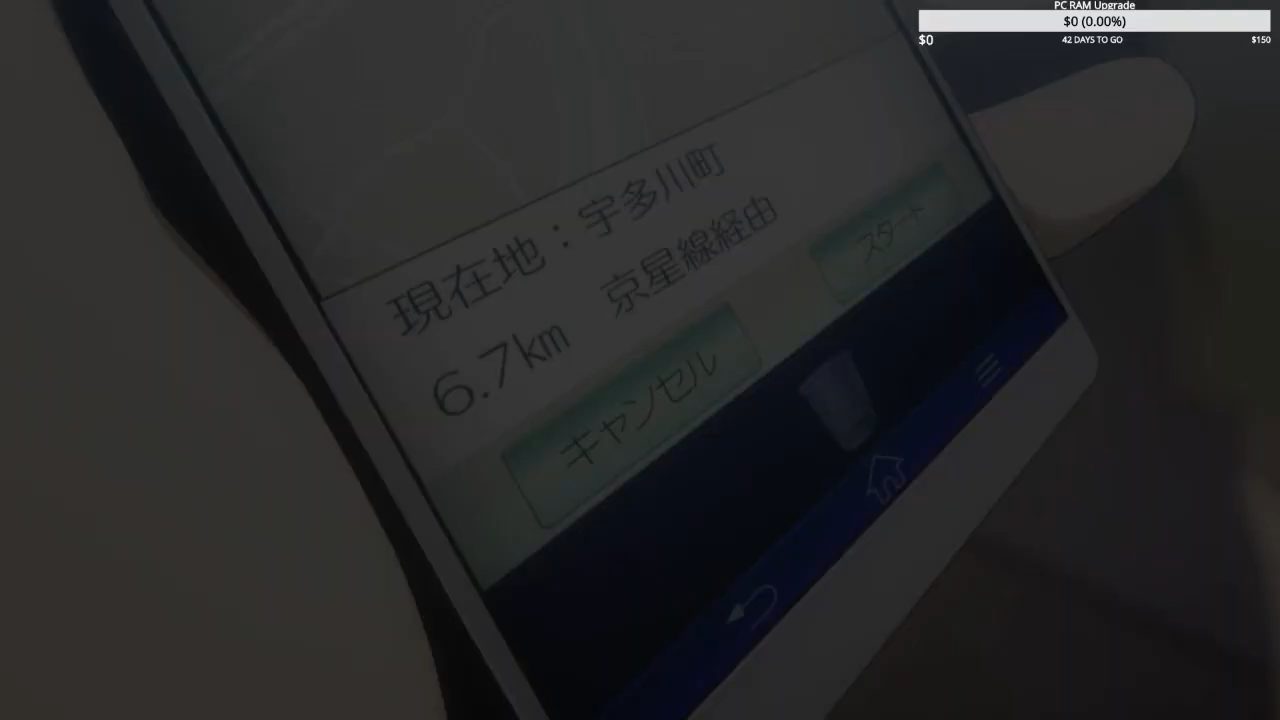 PC RAM Upgrade
$0 (0.00%)
$0 42 DAYS TO GO $150
現在地：宇多川町
6.7km 京星線経由
スタート
キャンセル